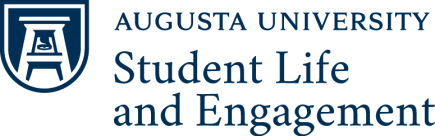 AUGUSTA UNIVERSITY
Student Life
and Engagement